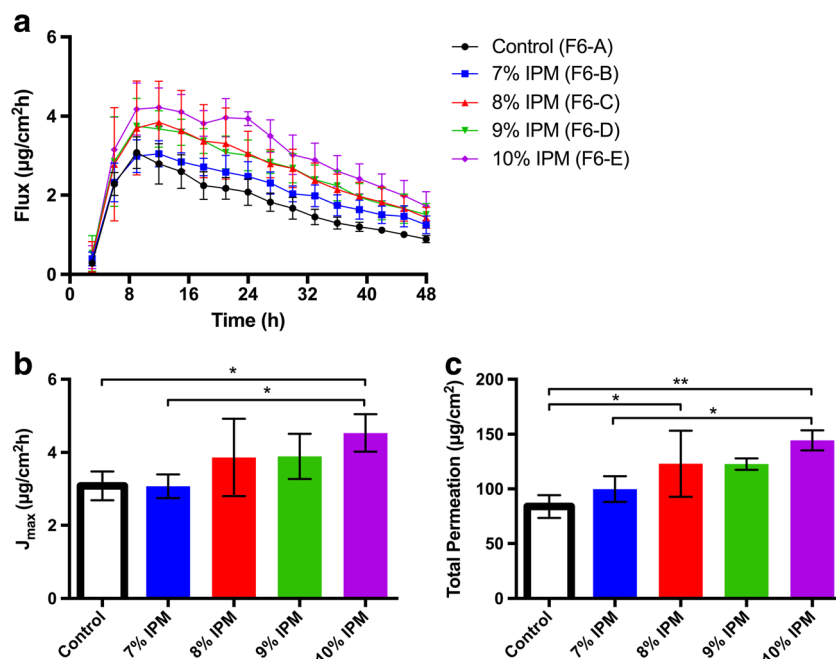 a
Flux (µg/cm²h)
6
4
2
0
0 8 16 24 32 40 48
Time (h)
Control (F6-A)
7% IPM (F6-B)
8% IPM (F6-C)
9% IPM (F6-D)
10% IPM (F6-E)
b
Jmax (µg/cm²h)
6
4
2
0
*
*
Control 7% IPM 8% IPM 9% IPM 10% IPM
c
Total Permeation (µg/cm²)
200
150
100
50
0
**
*
*
Control 7% IPM 8% IPM 9% IPM 10% IPM